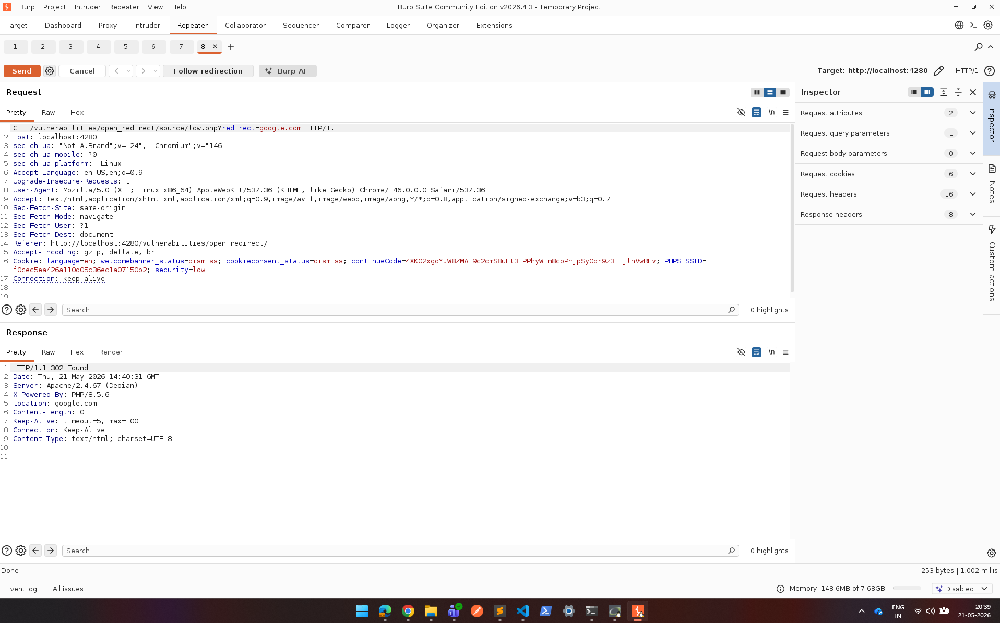 Burp Project Intruder Repeater View Help
Burp Suite Community Edition v2026.4.3 - Temporary Project
Target Dashboard Proxy Intruder Repeater Collaborator Sequencer Comparer Logger Organizer Extensions
1 2 3 4 5 6 7 8 × +
Send Cancel < > Follow redirection Burp AI
Target: http://localhost:4280 HTTP/1
Request
Pretty Raw Hex
\n
1 GET /vulnerabilities/open_redirect/source/low.php?redirect=google.com HTTP/1.1
2 Host: localhost:4280
3 sec-ch-ua: "Not-A.Brand";v="24", "Chromium";v="146"
4 sec-ch-ua-mobile: ?0
5 sec-ch-ua-platform: "Linux"
6 Accept-Language: en-US,en;q=0.9
7 Upgrade-Insecure-Requests: 1
8 User-Agent: Mozilla/5.0 (X11; Linux x86_64) AppleWebKit/537.36 (KHTML, like Gecko) Chrome/146.0.0.0 Safari/537.36
9 Accept: text/html,application/xhtml+xml,application/xml;q=0.9,image/avif,image/webp,image/apng,*/*;q=0.8,application/signed-exchange;v=b3;q=0.7
10 Sec-Fetch-Site: same-origin
11 Sec-Fetch-Mode: navigate
12 Sec-Fetch-User: ?1
13 Sec-Fetch-Dest: document
14 Referer: http://localhost:4280/vulnerabilities/open_redirect/
15 Accept-Encoding: gzip, deflate, br
16 Cookie: language=en; welcomebanner_status=dismiss; cookieconsent_status=dismiss; continueCode=4XKO2xgoYJW8ZMAL9c2cmS8uLt3TPPhyWim8cbPhjpSyOdr9z3E1jlnVwRLv; PHPSESSID=
f0cec5ea426a110d05c36ec1a07150b2; security=low
17 Connection: keep-alive
18
19
Search
0 highlights
Response
Pretty Raw Hex Render
\n
1 HTTP/1.1 302 Found
2 Date: Thu, 21 May 2026 14:40:31 GMT
3 Server: Apache/2.4.67 (Debian)
4 X-Powered-By: PHP/8.5.6
5 location: google.com
6 Content-Length: 0
7 Keep-Alive: timeout=5, max=100
8 Connection: Keep-Alive
9 Content-Type: text/html; charset=UTF-8
10
11
Search
0 highlights
Inspector
Request attributes 2
Request query parameters 1
Request body parameters 0
Request cookies 6
Request headers 16
Response headers 8
Inspector
Notes
Custom actions
Done
253 bytes | 1,002 millis
Event log All issues
Memory: 148.6MB of 7.68GB
Disabled
ENG
IN
20:39
21-05-2026